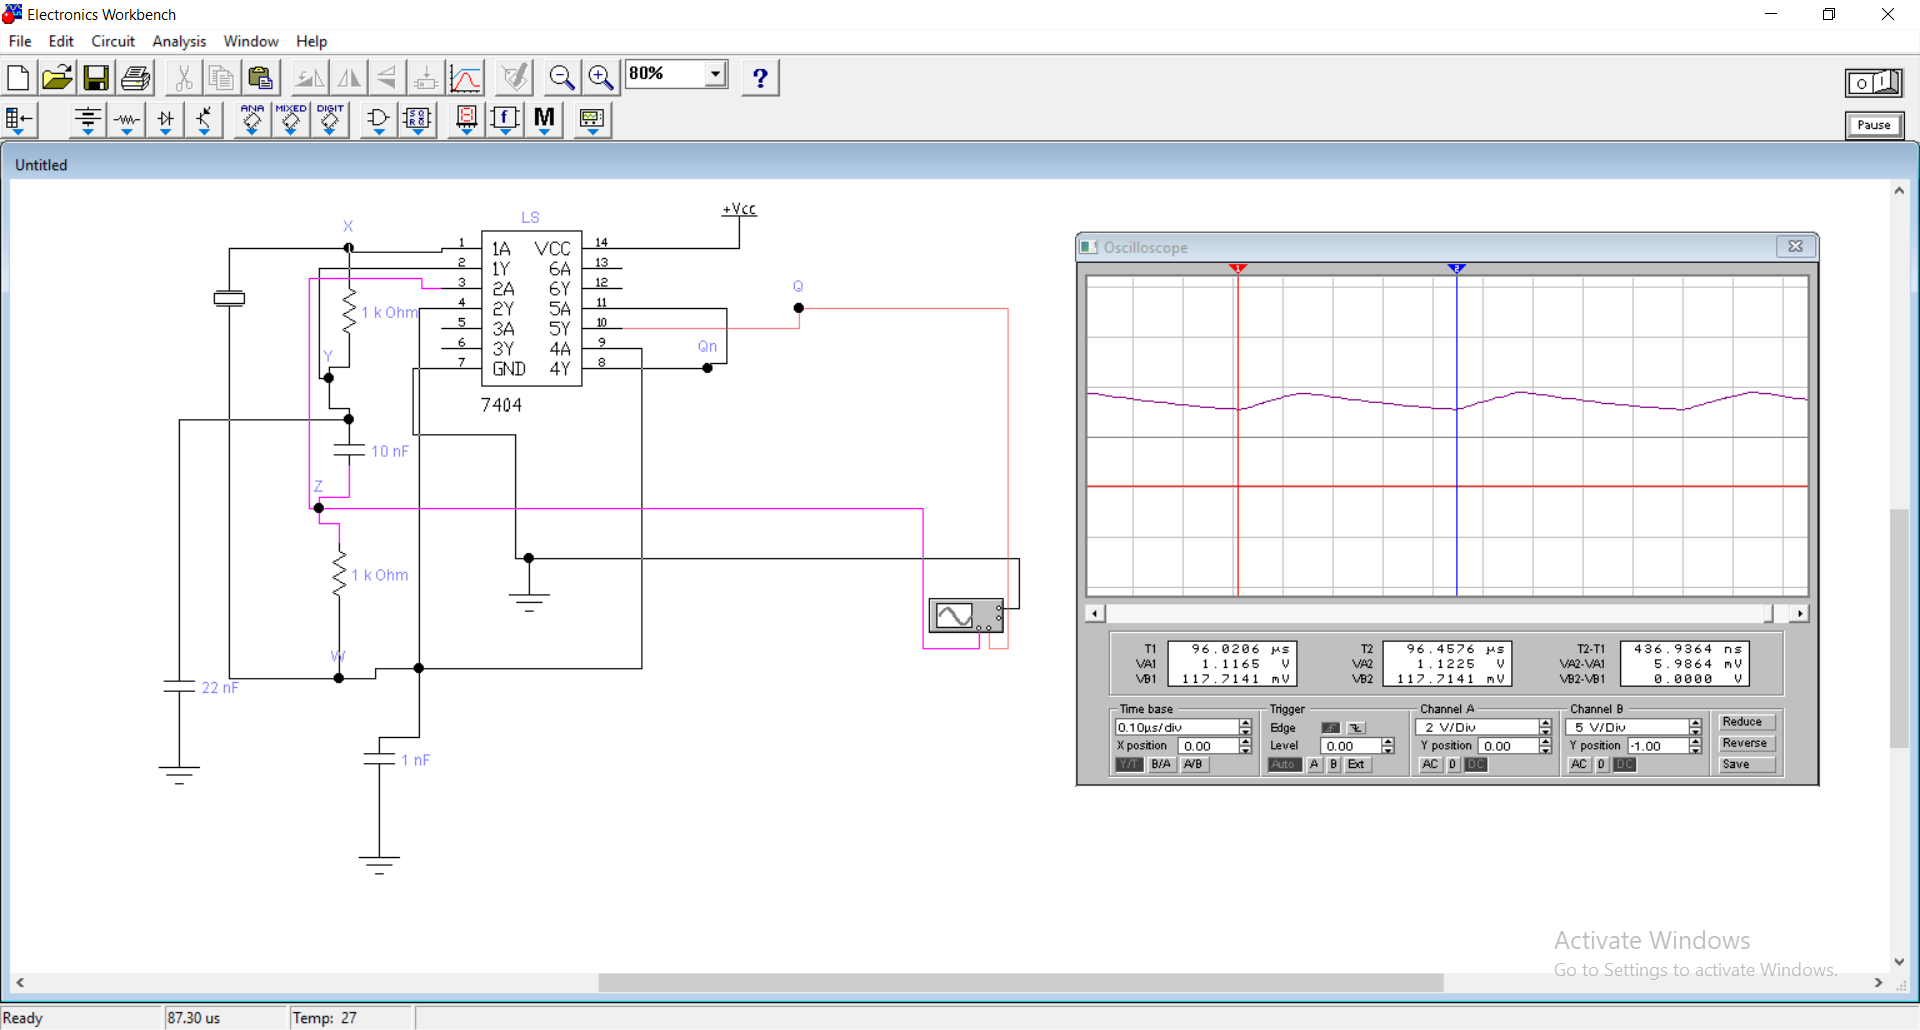 Electronics Workbench
File Edit Circuit Analysis Window Help
80%
?
ANA MIXED DIGIT
f M
Pause
Untitled
LS
+Vcc
X
1 1A VCC 14
2 1Y 6A 13
3 2A 6Y 12
4 2Y 5A 11
5 3A 5Y 10
6 3Y 4A 9
7 GND 4Y 8
7404
1 k Ohm
Y
Q
Qn
10 nF
Z
1 k Ohm
W
22 nF
1 nF
Oscilloscope
1 2
T1 96.0206 µs T2 96.4576 µs T2-T1 436.9364 ns
VA1 1.1165 V VA2 1.1225 V VA2-VA1 5.9864 mV
VB1 117.7141 mV VB2 117.7141 mV VB2-VB1 0.0000 V
Time base Trigger Channel A Channel B
0.10µs/div Edge 2 V/Div 5 V/Div Reduce
X position 0.00 Level 0.00 Y position 0.00 Y position -1.00 Reverse
Y/T B/A A/B Auto A B Ext AC 0 DC AC 0 DC Save
Activate Windows
Go to Settings to activate Windows.
Ready 87.30 us Temp: 27